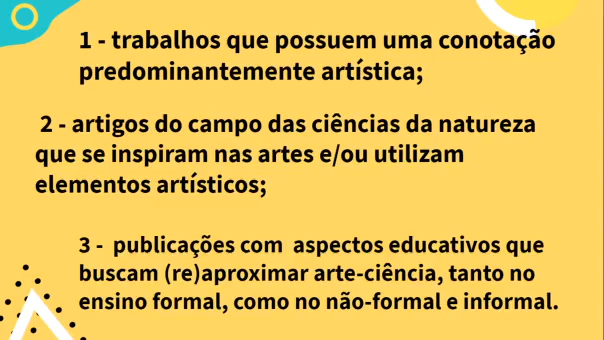 1 - trabalhos que possuem uma conotação
predominantemente artística;
2 - artigos do campo das ciências da natureza
que se inspiram nas artes e/ou utilizam
elementos artísticos;
3 - publicações com aspectos educativos que
buscam (re)aproximar arte-ciência, tanto no
ensino formal, como no não-formal e informal.